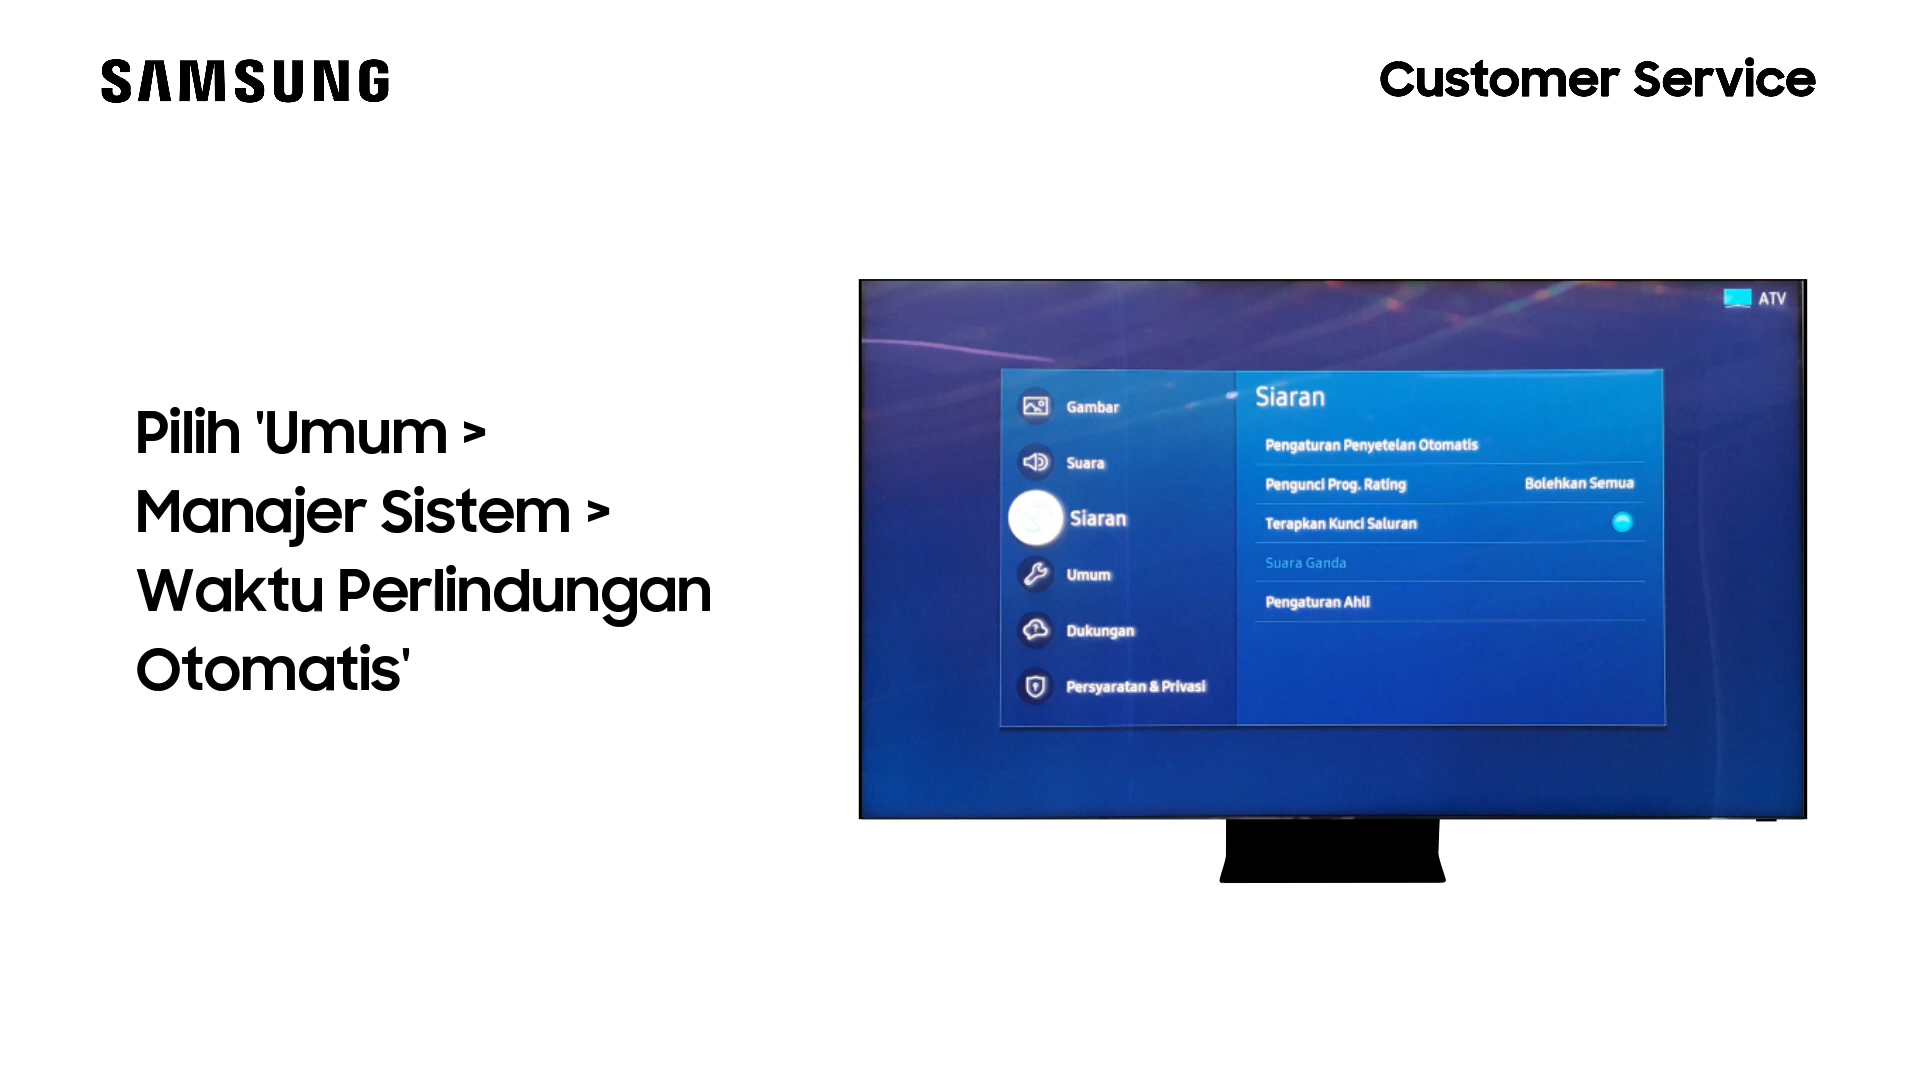 SAMSUNG
Customer Service
Pilih 'Umum >
Manajer Sistem >
Waktu Perlindungan
Otomatis'
ATV
Gambar
Suara
Siaran
Umum
Dukungan
Persyaratan & Privasi
Siaran
Pengaturan Penyetelan Otomatis
Pengunci Prog. Rating Bolehkan Semua
Terapkan Kunci Saluran
Suara Ganda
Pengaturan Ahli